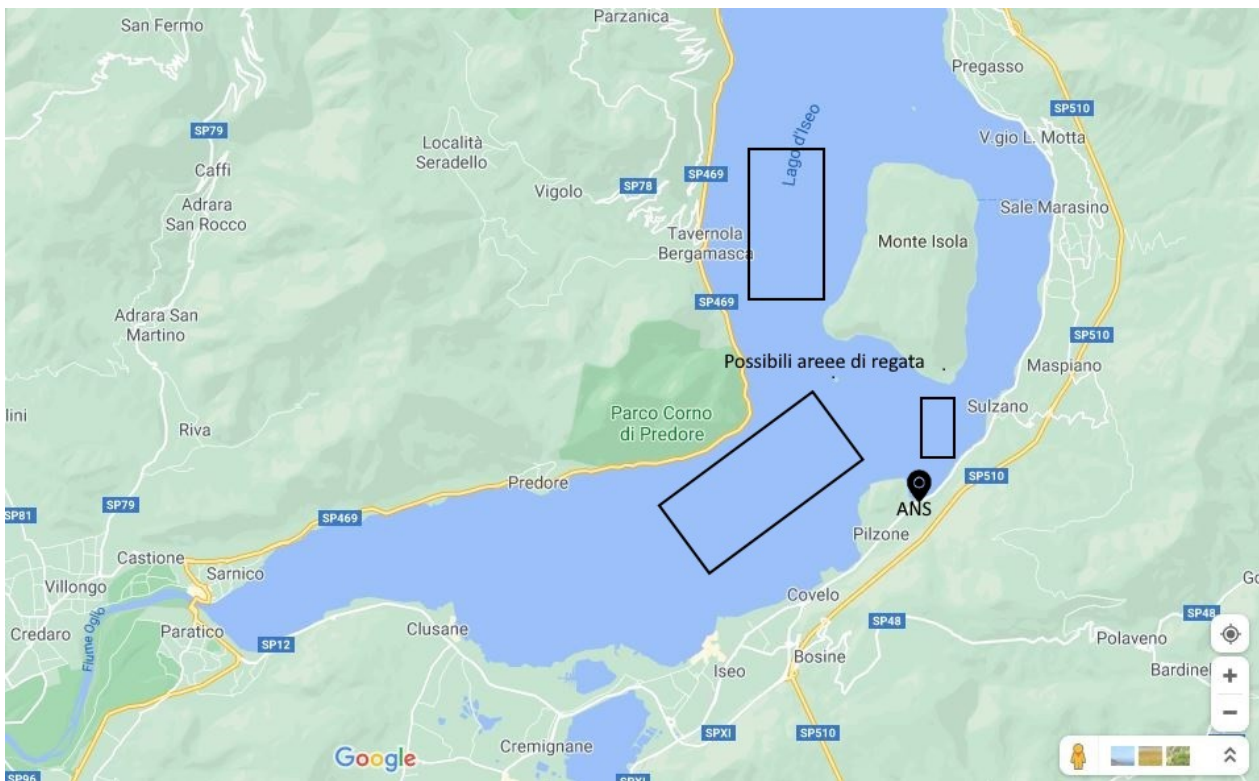 Parzanica
San Fermo
Pregasso
SP510
SP79
V.gio L. Motta
Località
Seradello
Lago d'Iseo
Caffi
SP469
Vigolo
SP78
Adrara
San Rocco
Sale Marasino
Tavernola
Bergamasca
Monte Isola
SP469
Adrara San
Martino
SP510
Possibili areee di regata
Maspiano
lini
Riva
Parco Corno
di Predore
Sulzano
SP510
Predore
SP79
ANS
SP81
SP469
Pilzone
Castione
Sarnico
Villongo
Covelo
Go
SP48
SP48
Credaro
Fiume Oglio
Paratico
SP12
Clusane
Polaveno
Iseo
Bosine
Bardinel
SPXI
SP510
Cremignane
Google
SPXI
SP96